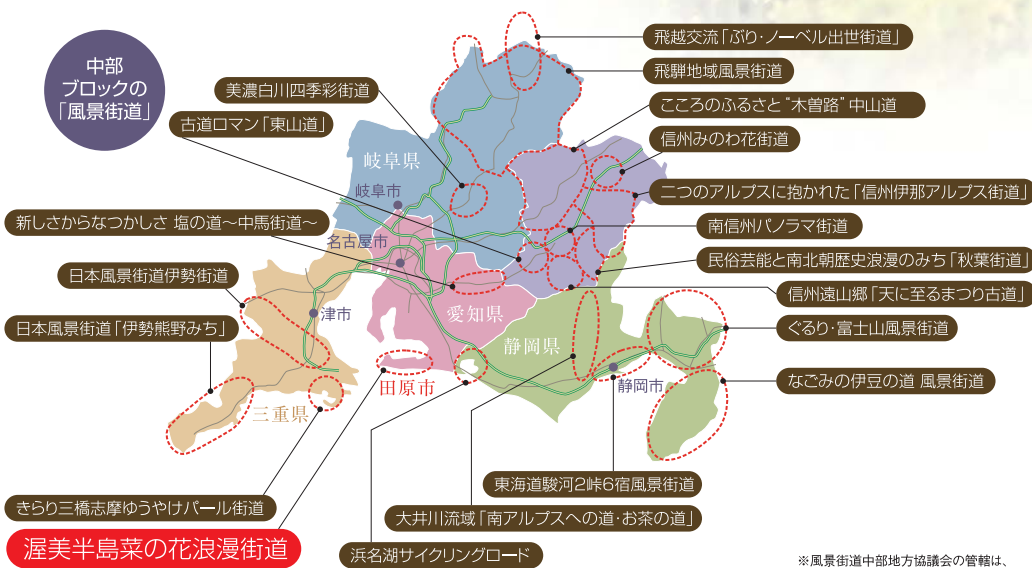 中部
ブロックの
「風景街道」
飛越交流「ぶり・ノーベル出世街道」
飛騨地域風景街道
美濃白川四季彩街道
こころのふるさと“木曽路”中山道
古道ロマン「東山道」
信州みのわ花街道
岐阜県
岐阜市
二つのアルプスに抱かれた「信州伊那アルプス街道」
新しさからなつかしさ 塩の道～中馬街道～
南信州パノラマ街道
名古屋市
民俗芸能と南北朝歴史浪漫のみち「秋葉街道」
日本風景街道伊勢街道
信州遠山郷「天に至るまつり古道」
津市
愛知県
日本風景街道「伊勢熊野みち」
ぐるり・富士山風景街道
静岡県
田原市
静岡市
なごみの伊豆の道 風景街道
三重県
東海道駿河2峠6宿風景街道
きらり三橋志摩ゆうやけパール街道
大井川流域「南アルプスへの道・お茶の道」
渥美半島菜の花浪漫街道
浜名湖サイクリングロード
※風景街道中部地方協議会の管轄は、